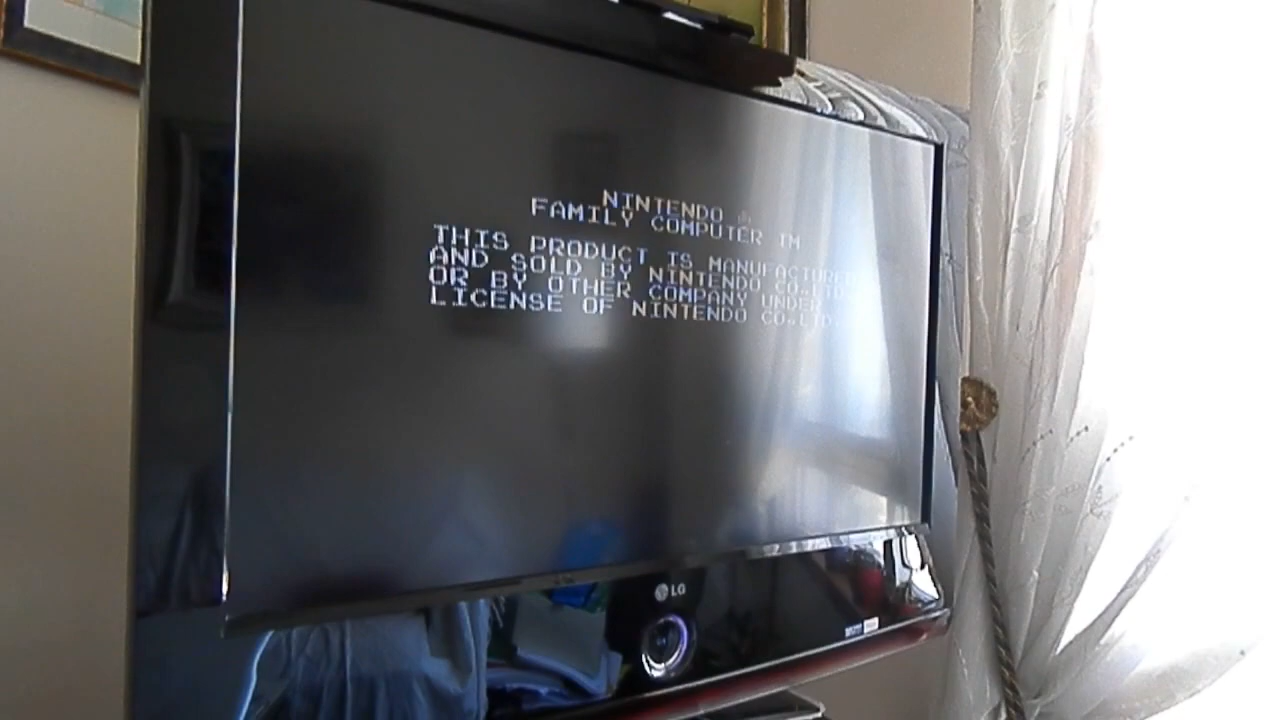 NINTENDO
FAMILY COMPUTER TM
THIS PRODUCT IS MANUFACTURED
AND SOLD BY NINTENDO CO.,LTD.
OR BY OTHER COMPANY UNDER
LICENSE OF NINTENDO CO.,LTD.
LG